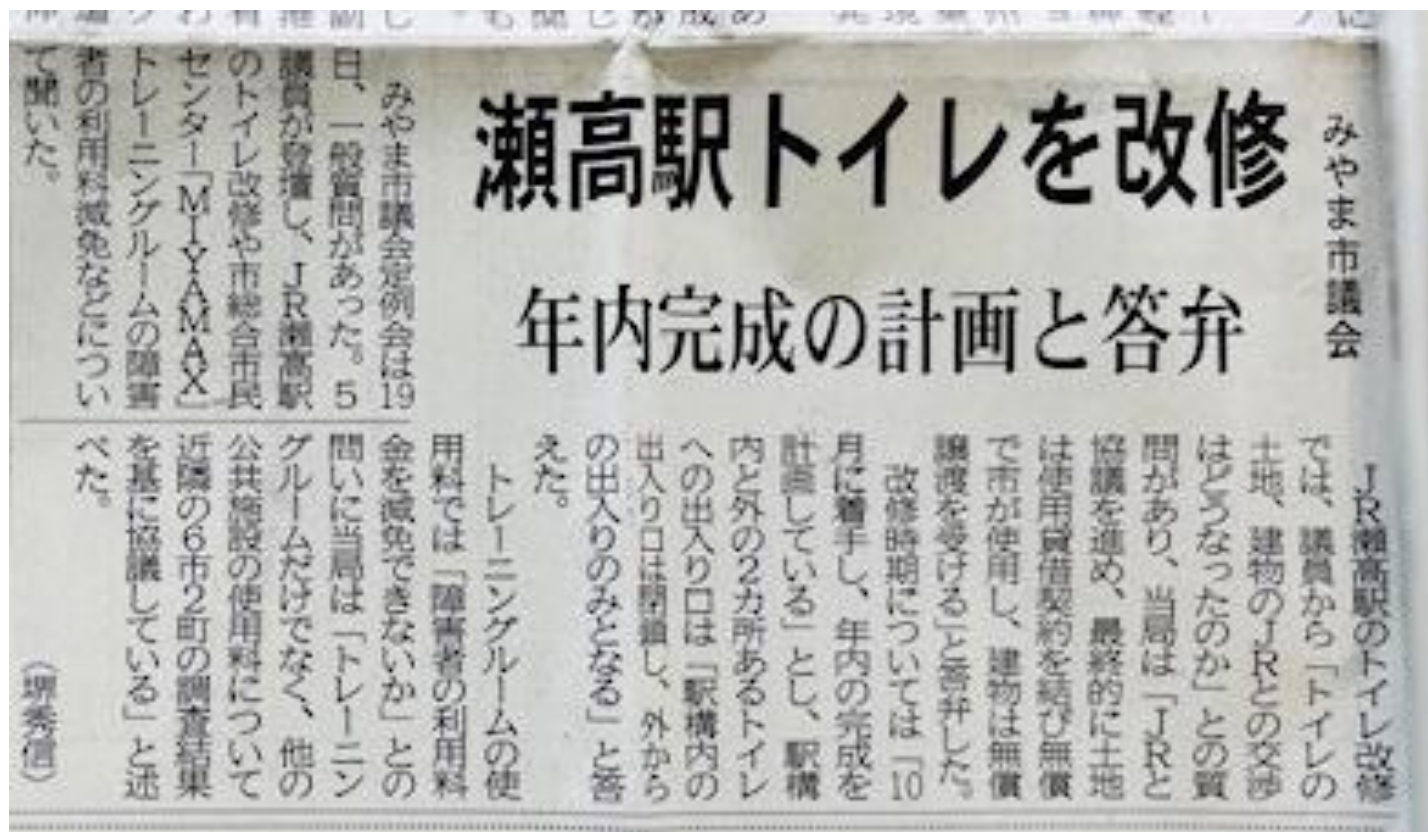 みやま市議会
瀬高駅トイレを改修
年内完成の計画と答弁
みやま市議会定例会は19
日、一般質問があった。5
議員が登壇し、JR瀬高駅
のトイレ改修や市総合市民
センター「MIYAMAX」
トレーニングルームの障害
者の利用料減免などについ
て聞いた。
JR瀬高駅のトイレ改修
では、議員から「トイレの
土地、建物のJRとの交渉
はどうなったのか」との質
問があり、当局は「JRと
協議を進め、最終的に土地
は使用貸借契約を結び無償
で市が使用し、建物は無償
譲渡を受ける」と答弁した。
改修時期については「10
月に着手し、年内の完成を
計画している」とし、駅構
内と外の2カ所あるトイレ
への出入り口は「駅構内の
出入り口は閉鎖し、外から
の出入りのみとなる」と答
えた。
トレーニングルームの使
用料では「障害者の利用料
金を減免できないか」との
問いに当局は「トレーニン
グルームだけでなく、他の
公共施設の使用料について
近隣の6市2町の調査結果
を基に協議している」と述
べた。
(堺秀信)